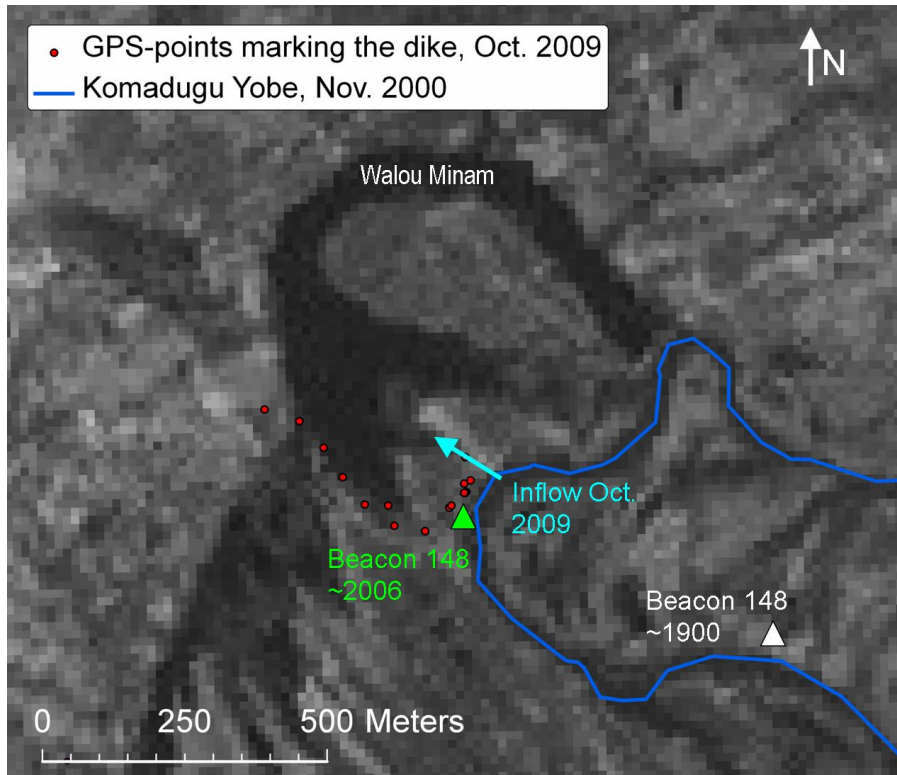 GPS-points marking the dike, Oct. 2009
Komadugu Yobe, Nov. 2000
N
Walou Minam
Inflow Oct.
2009
Beacon 148
~2006
Beacon 148
~1900
0 250 500 Meters